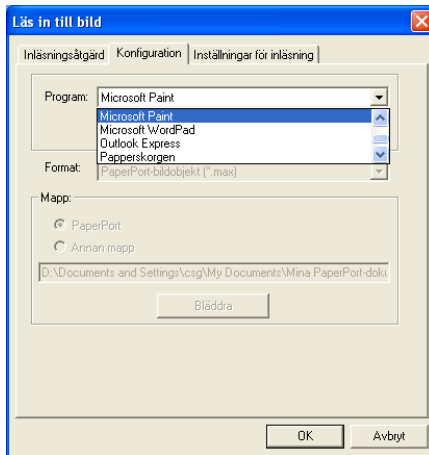 Läs in till bild
Inläsningsåtgärd Konfiguration Inställningar för inläsning
Program: Microsoft Paint
Microsoft Paint
Microsoft WordPad
Outlook Express
Papperskorgen
Format: PaperPort-bildobjekt (*.max)
Mapp:
PaperPort
Annan mapp
D:\Documents and Settings\csg\My Documents\Mina PaperPort-doku
Bläddra
OK Avbryt